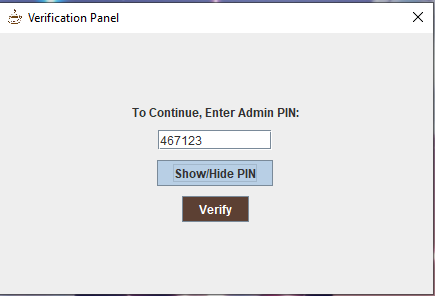 Verification Panel
To Continue, Enter Admin PIN:
467123
Show/Hide PIN
Verify